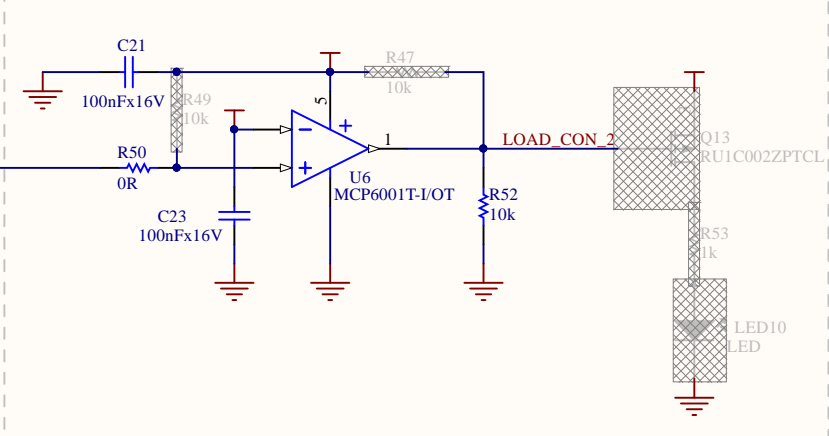 C21
100nFx16V
R49
10k
R47
10k
5
1
R50
0R
C23
100nFx16V
U6
MCP6001T-I/OT
LOAD_CON_2
R52
10k
Q13
RU1C002ZPTCL
R53
1k
LED10
LED